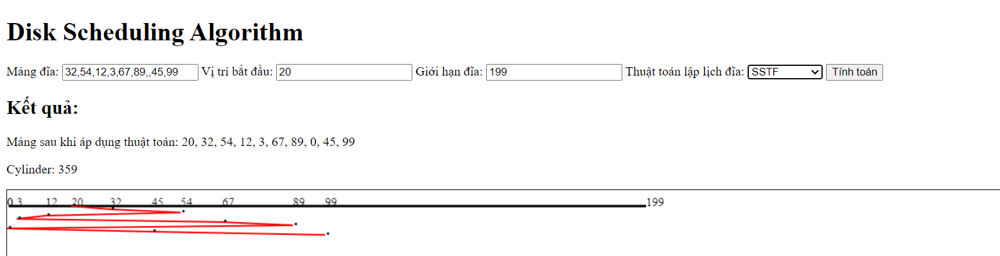 Disk Scheduling Algorithm
Mảng đĩa: 32,54,12,3,67,89,,45,99 Vị trí bắt đầu: 20 Giới hạn đĩa: 199 Thuật toán lập lịch đĩa: SSTF Tính toán
Kết quả:
Mảng sau khi áp dụng thuật toán: 20, 32, 54, 12, 3, 67, 89, 0, 45, 99
Cylinder: 359
0 3 12 20 32 45 54 67 89 99 199